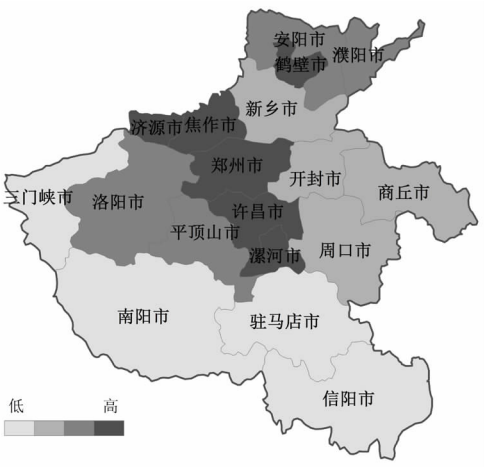 安阳市
濮阳市
鹤壁市
新乡市
济源市
焦作市
郑州市
开封市
商丘市
三门峡市
洛阳市
许昌市
平顶山市
漯河市
周口市
南阳市
驻马店市
信阳市
低
高